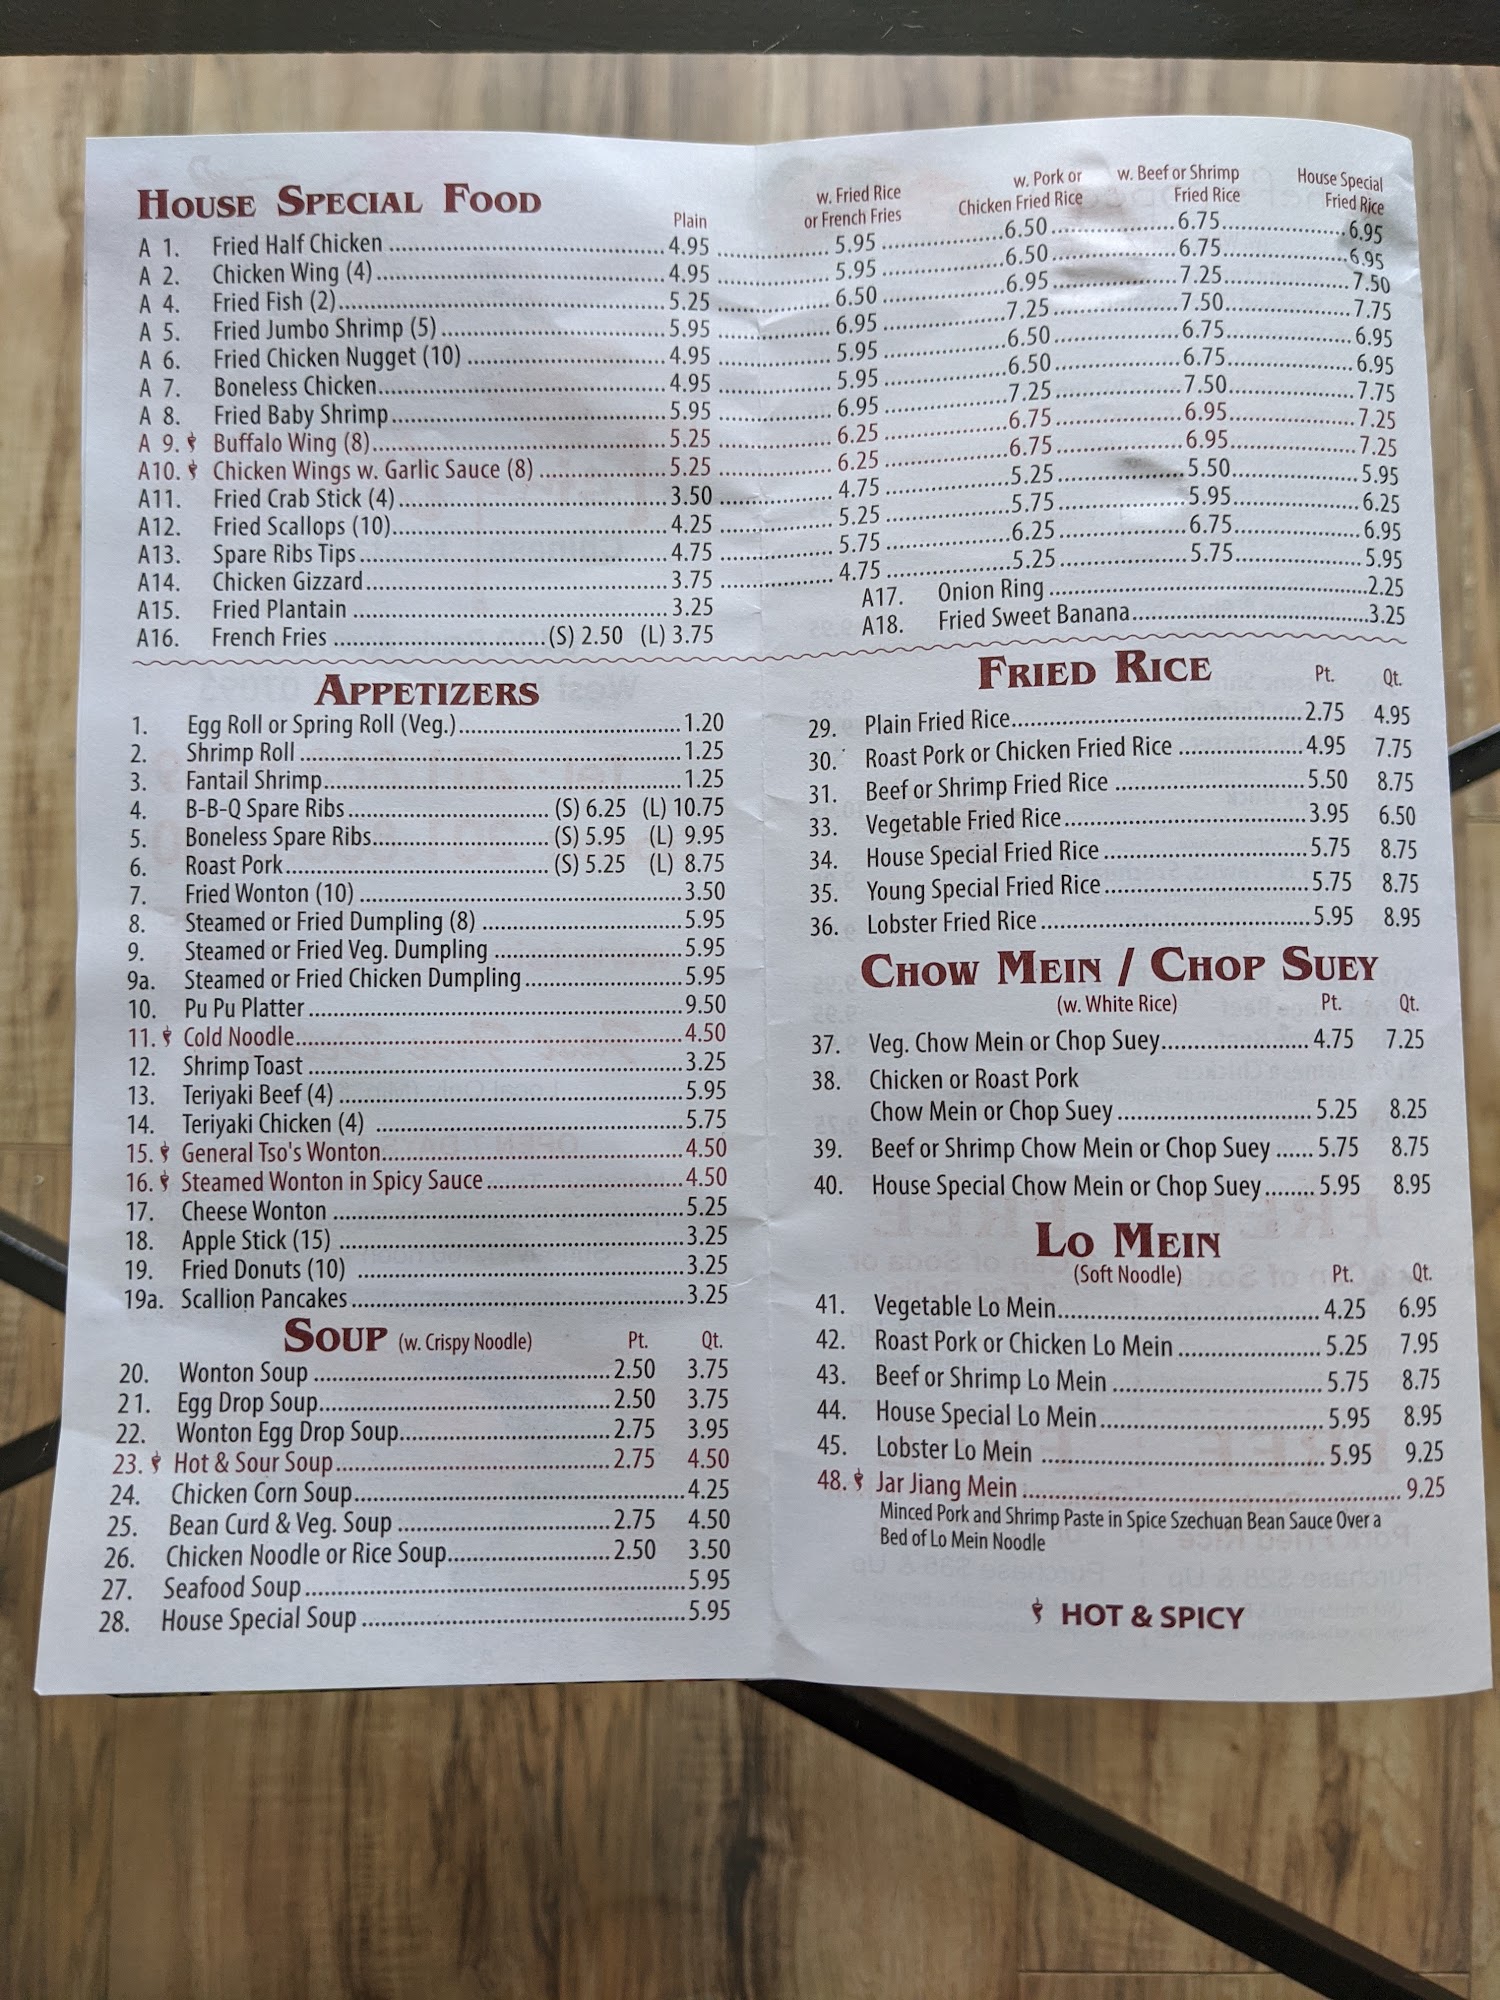 HOUSE SPECIAL FOOD
Plain
w. Fried Rice or French Fries
w. Pork or Chicken Fried Rice
w. Beef or Shrimp Fried Rice
House Special Fried Rice
A 1. Fried Half Chicken 4.95 5.95 6.50 6.75 6.95
A 2. Chicken Wing (4) 4.95 5.95 6.50 6.75 6.95
A 4. Fried Fish (2) 5.25 6.50 6.95 7.25 7.50
A 5. Fried Jumbo Shrimp (5) 5.95 6.95 7.25 7.50 7.75
A 6. Fried Chicken Nugget (10) 4.95 5.95 6.50 6.75 6.95
A 7. Boneless Chicken 4.95 5.95 6.50 6.75 6.95
A 8. Fried Baby Shrimp 5.95 6.95 7.25 7.50 7.75
A 9. Buffalo Wing (8) 5.25 6.25 6.75 6.95 7.25
A10. Chicken Wings w. Garlic Sauce (8) 5.25 6.25 6.75 6.95 7.25
A11. Fried Crab Stick (4) 3.50 4.75 5.25 5.50 5.95
A12. Fried Scallops (10) 4.25 5.25 5.75 5.95 6.25
A13. Spare Ribs Tips 4.75 5.75 6.25 6.75 6.95
A14. Chicken Gizzard 3.75 4.75 5.25 5.75 5.95
A15. Fried Plantain 3.25
A16. French Fries (S) 2.50 (L) 3.75
A17. Onion Ring 2.25
A18. Fried Sweet Banana 3.25
APPETIZERS
1. Egg Roll or Spring Roll (Veg.) 1.20
2. Shrimp Roll 1.25
3. Fantail Shrimp 1.25
4. B-B-Q Spare Ribs (S) 6.25 (L) 10.75
5. Boneless Spare Ribs (S) 5.95 (L) 9.95
6. Roast Pork (S) 5.25 (L) 8.75
7. Fried Wonton (10) 3.50
8. Steamed or Fried Dumpling (8) 5.95
9. Steamed or Fried Veg. Dumpling 5.95
9a. Steamed or Fried Chicken Dumpling 5.95
10. Pu Pu Platter 9.50
11. Cold Noodle 4.50
12. Shrimp Toast 3.25
13. Teriyaki Beef (4) 5.95
14. Teriyaki Chicken (4) 5.75
15. General Tso's Wonton 4.50
16. Steamed Wonton in Spicy Sauce 4.50
17. Cheese Wonton 5.25
18. Apple Stick (15) 3.25
19. Fried Donuts (10) 3.25
19a. Scallion Pancakes 3.25
SOUP (w. Crispy Noodle) Pt. Qt.
20. Wonton Soup 2.50 3.75
21. Egg Drop Soup 2.50 3.75
22. Wonton Egg Drop Soup 2.75 3.95
23. Hot & Sour Soup 2.75 4.50
24. Chicken Corn Soup 4.25
25. Bean Curd & Veg. Soup 2.75 4.50
26. Chicken Noodle or Rice Soup 2.50 3.50
27. Seafood Soup 5.95
28. House Special Soup 5.95
FRIED RICE Pt. Qt.
29. Plain Fried Rice 2.75 4.95
30. Roast Pork or Chicken Fried Rice 4.95 7.75
31. Beef or Shrimp Fried Rice 5.50 8.75
33. Vegetable Fried Rice 3.95 6.50
34. House Special Fried Rice 5.75 8.75
35. Young Special Fried Rice 5.75 8.75
36. Lobster Fried Rice 5.95 8.95
CHOW MEIN / CHOP SUEY
(w. White Rice) Pt. Qt.
37. Veg. Chow Mein or Chop Suey 4.75 7.25
38. Chicken or Roast Pork
Chow Mein or Chop Suey 5.25 8.25
39. Beef or Shrimp Chow Mein or Chop Suey 5.75 8.75
40. House Special Chow Mein or Chop Suey 5.95 8.95
LO MEIN
(Soft Noodle) Pt. Qt.
41. Vegetable Lo Mein 4.25 6.95
42. Roast Pork or Chicken Lo Mein 5.25 7.95
43. Beef or Shrimp Lo Mein 5.75 8.75
44. House Special Lo Mein 5.95 8.95
45. Lobster Lo Mein 5.95 9.25
48. Jar Jiang Mein 9.25
Minced Pork and Shrimp Paste in Spice Szechuan Bean Sauce Over a
Bed of Lo Mein Noodle
HOT & SPICY